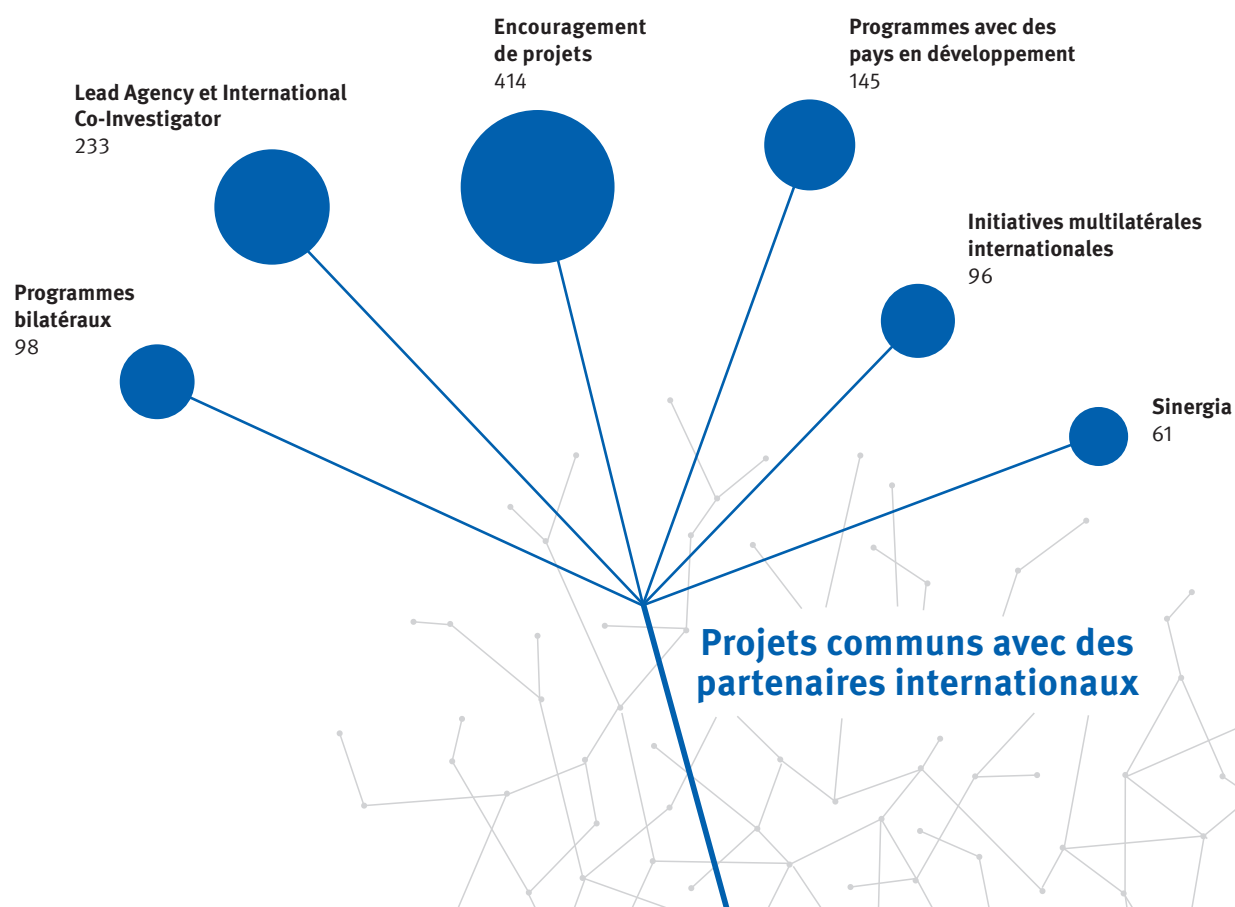 Encouragement
de projets
414
Programmes avec des
pays en développement
145
Lead Agency et International
Co-Investigator
233
Initiatives multilatérales
internationales
96
Programmes
bilatéraux
98
Sinergia
61
Projets communs avec des
partenaires internationaux